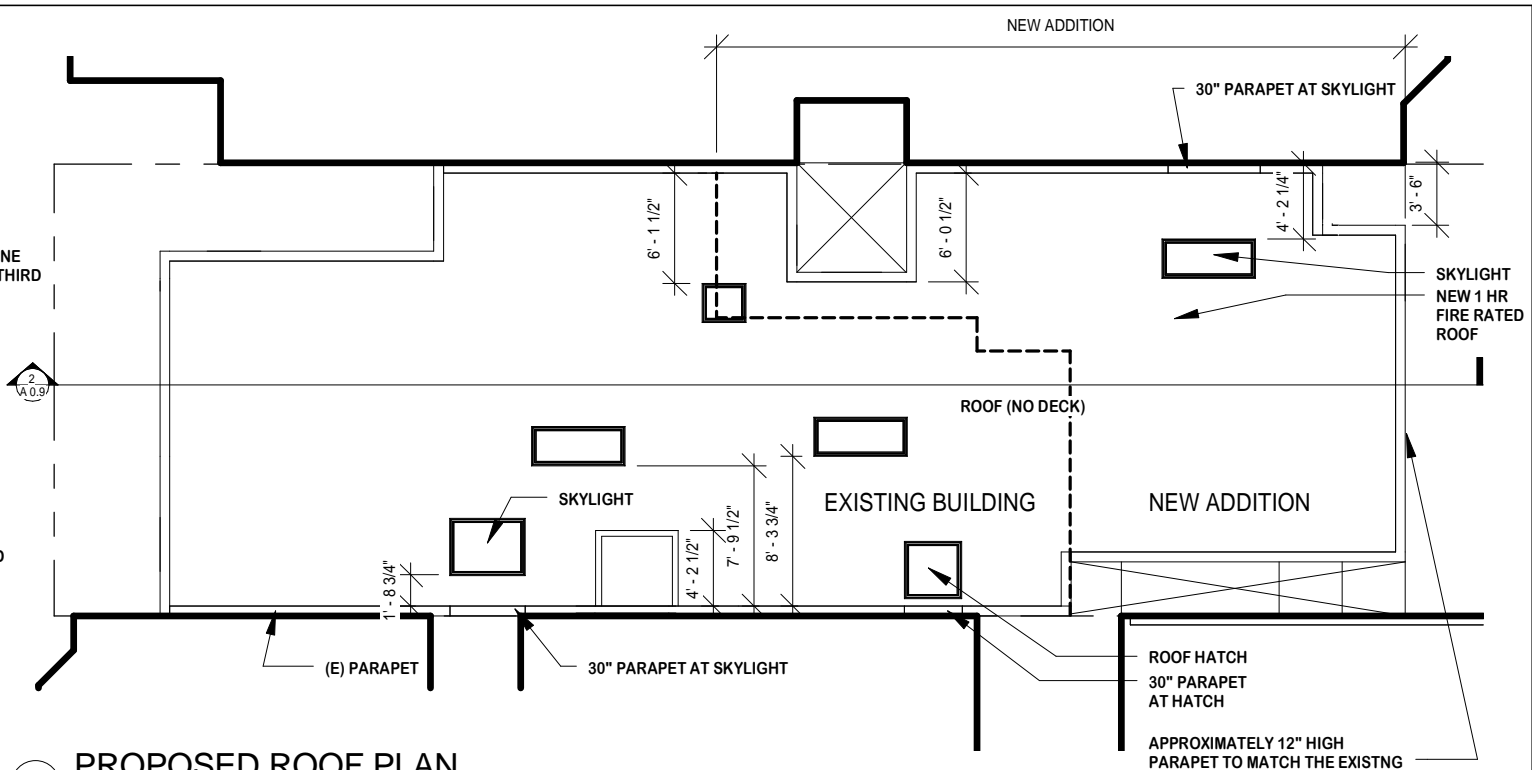 NEW ADDITION
30" PARAPET AT SKYLIGHT
6' - 1 1/2"
6' - 0 1/2"
4' - 2 1/4"
3' - 6"
NE
THIRD
SKYLIGHT
NEW 1 HR
FIRE RATED
ROOF
2
A 0.9
ROOF (NO DECK)
SKYLIGHT
EXISTING BUILDING
NEW ADDITION
7' - 9 1/2"
8' - 3 3/4"
4' - 2 1/2"
1' - 8 3/4"
(E) PARAPET
30" PARAPET AT SKYLIGHT
ROOF HATCH
30" PARAPET
AT HATCH
APPROXIMATELY 12" HIGH
PARAPET TO MATCH THE EXISTNG
PROPOSED ROOF PLAN